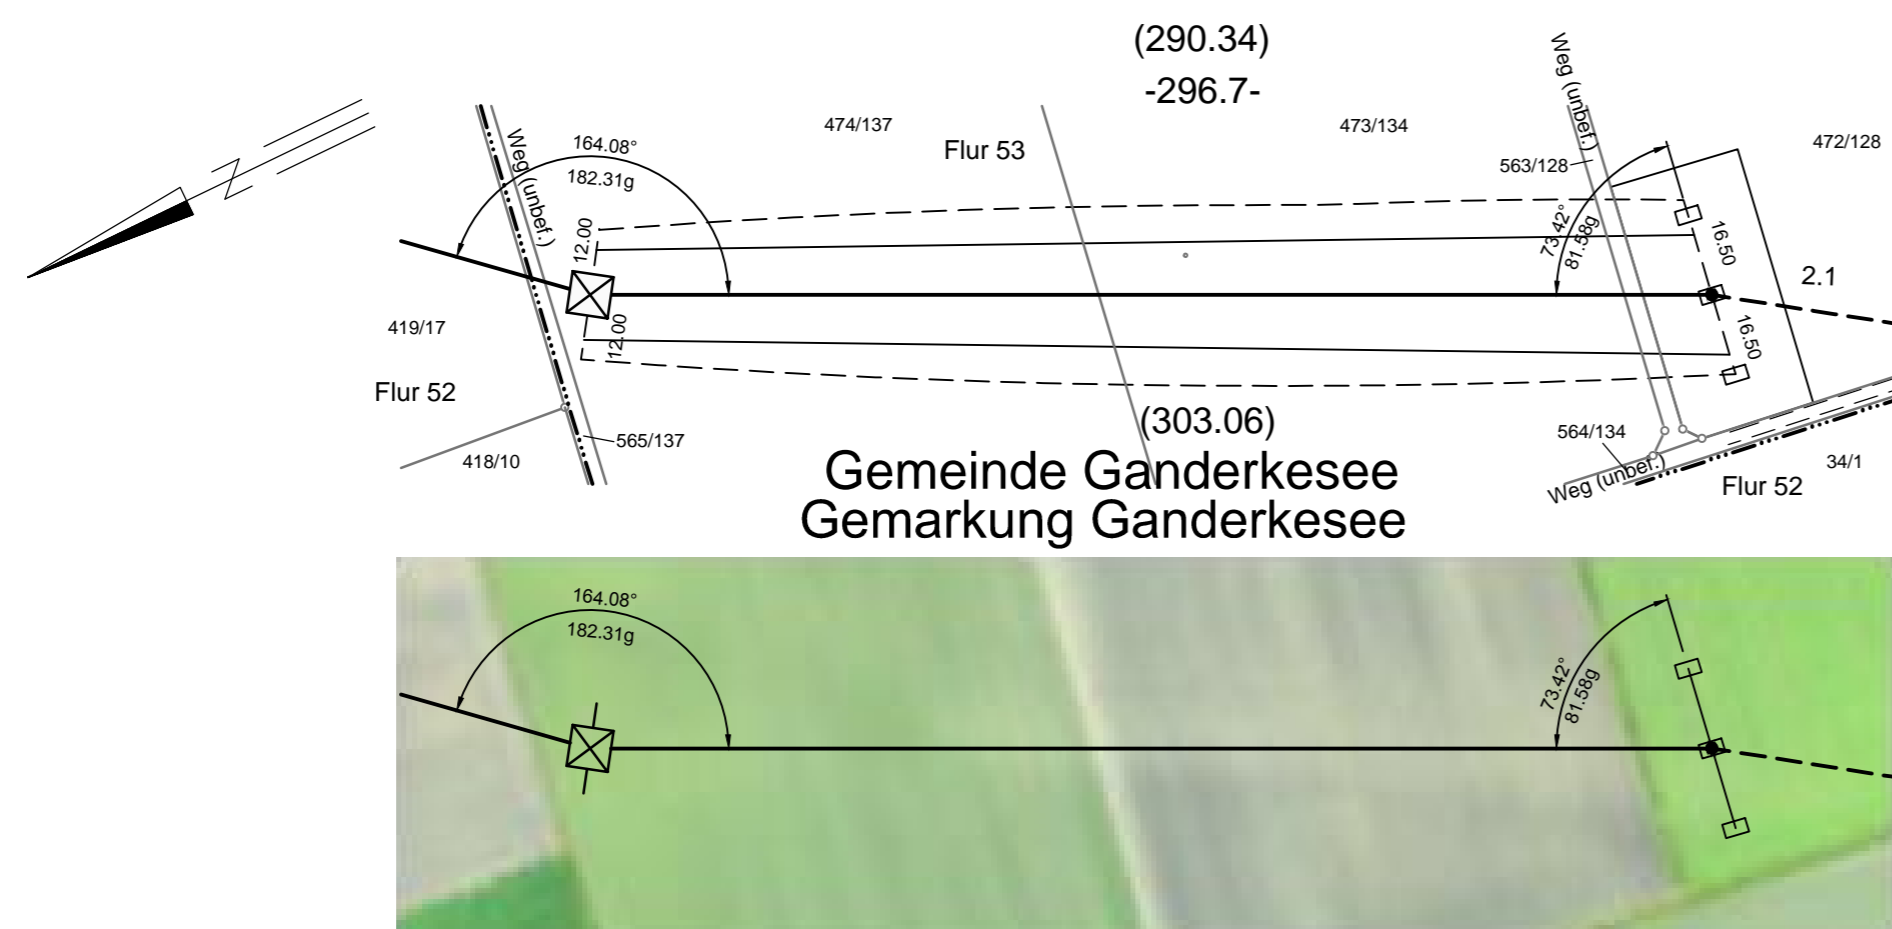 (290.34)
-296.7-
Weg (unbef.)
474/137
473/134
472/128
164.08°
182.31g
Weg (unbef.)
Flur 53
563/128
12.00
73.42°
81.58g
16.50
2.1
N
419/17
12.00
16.50
Flur 52
(303.06)
565/137
564/134
418/10
34/1
Weg (unbef.)
Flur 52
Gemeinde Ganderkesee
Gemarkung Ganderkesee
164.08°
182.31g
73.42°
81.58g